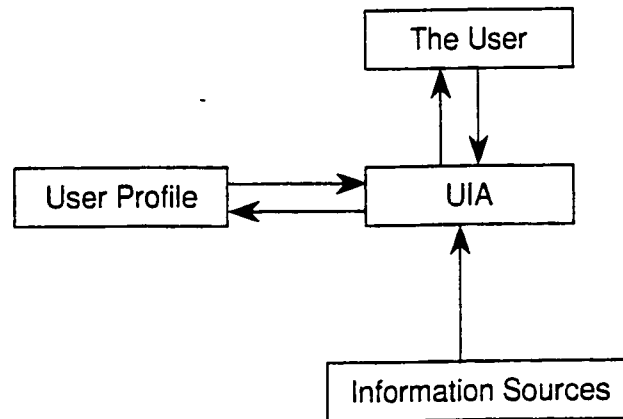 The User
User Profile
UIA
Information Sources